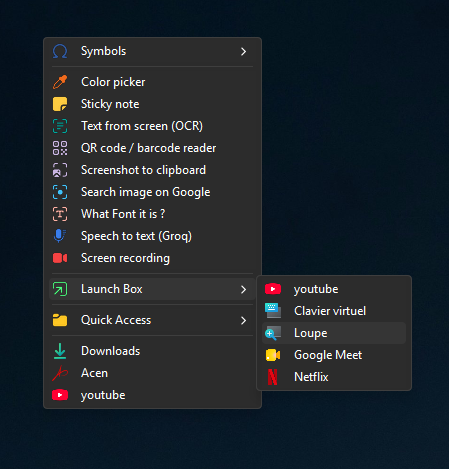 Symbols
Color picker
Sticky note
Text from screen (OCR)
QR code / barcode reader
Screenshot to clipboard
Search image on Google
What Font it is ?
Speech to text (Groq)
Screen recording
Launch Box
Quick Access
Downloads
Acen
youtube
youtube
Clavier virtuel
Loupe
Google Meet
Netflix